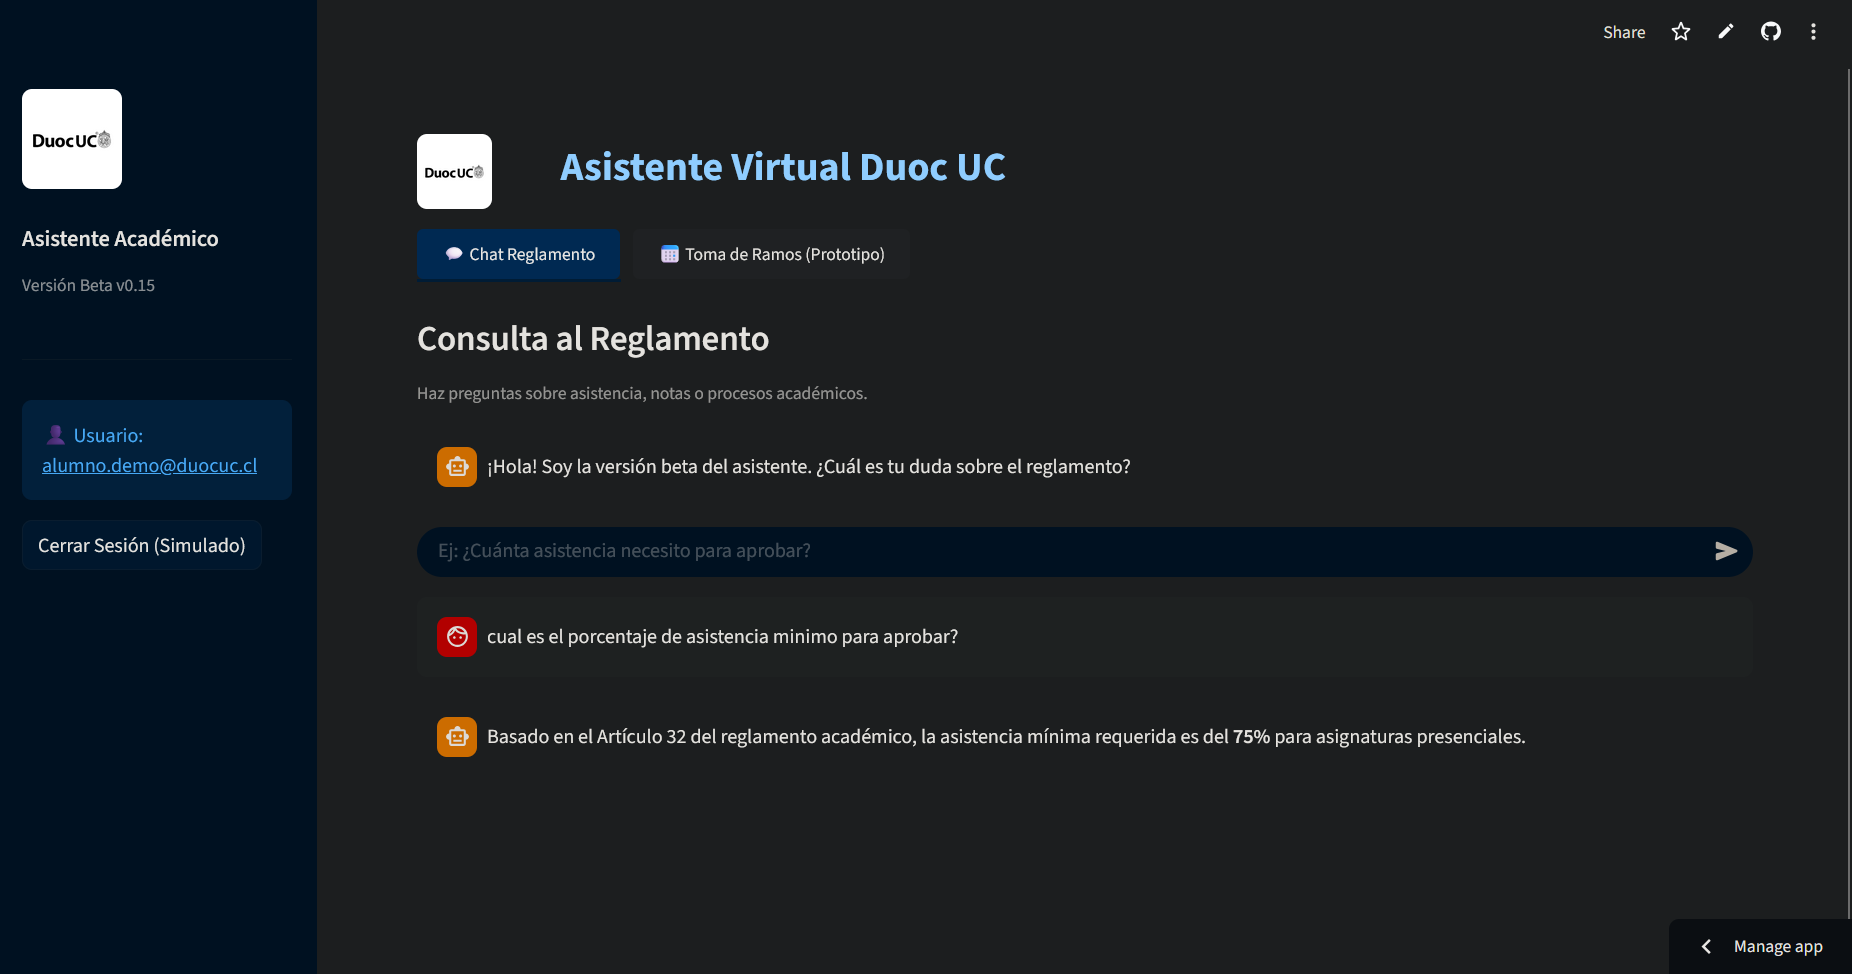 Share
Duoc UC
Asistente Académico
Versión Beta v0.15
Usuario:
alumno.demo@duocuc.cl
Cerrar Sesión (Simulado)
Duoc UC
Asistente Virtual Duoc UC
Chat Reglamento
Toma de Ramos (Prototipo)
Consulta al Reglamento
Haz preguntas sobre asistencia, notas o procesos académicos.
¡Hola! Soy la versión beta del asistente. ¿Cuál es tu duda sobre el reglamento?
Ej: ¿Cuánta asistencia necesito para aprobar?
cual es el porcentaje de asistencia minimo para aprobar?
Basado en el Artículo 32 del reglamento académico, la asistencia mínima requerida es del 75% para asignaturas presenciales.
Manage app